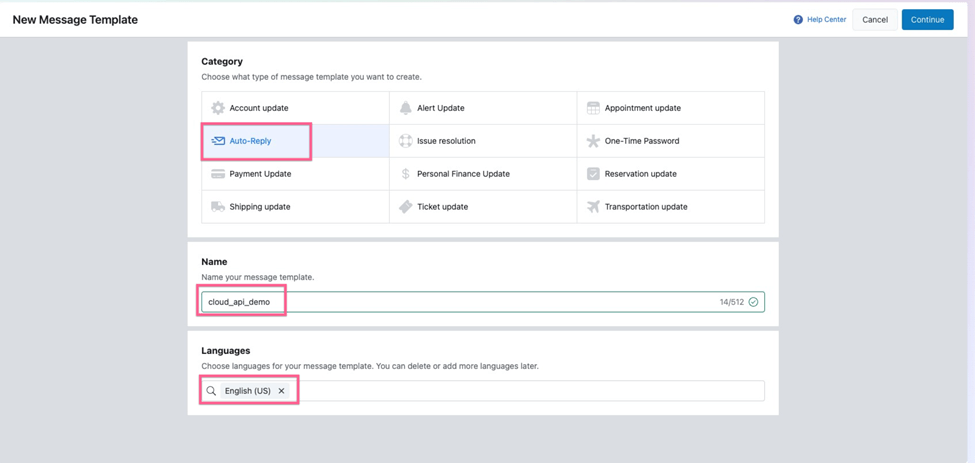 New Message Template
? Help Center Cancel Continue
Category
Choose what type of message template you want to create.
Account update Alert Update Appointment update
Auto-Reply Issue resolution One-Time Password
Payment Update $ Personal Finance Update Reservation update
Shipping update Ticket update Transportation update
Name
Name your message template.
cloud_api_demo 14/512
Languages
Choose languages for your message template. You can delete or add more languages later.
English (US) ×